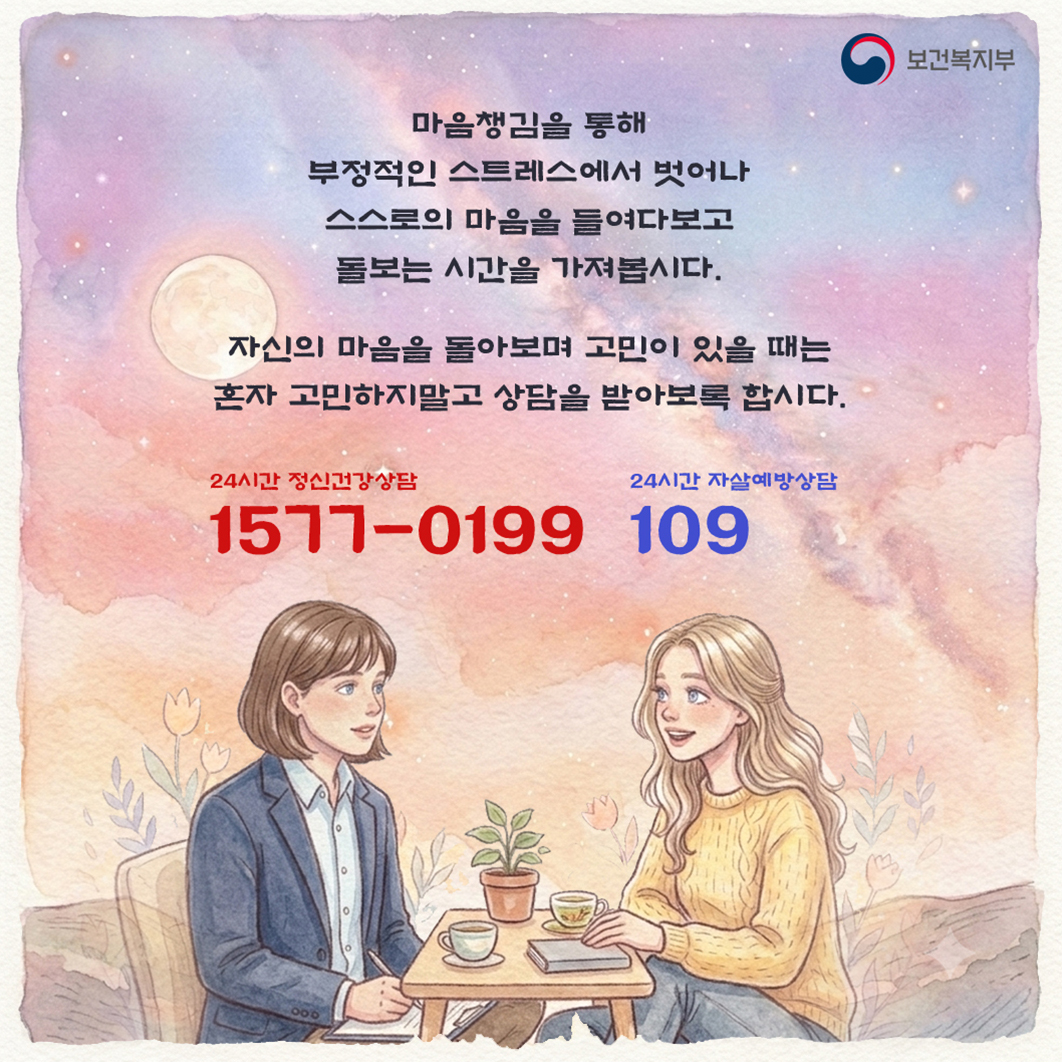 보건복지부
마음챙김을 통해
부정적인 스트레스에서 벗어나
스스로의 마음을 들여다보고
돌보는 시간을 가져봅시다.
자신의 마음을 돌아보며 고민이 있을 때는
혼자 고민하지말고 상담을 받아보록 합시다.
24시간 정신건강상담
1577-0199
24시간 자살예방상담
109